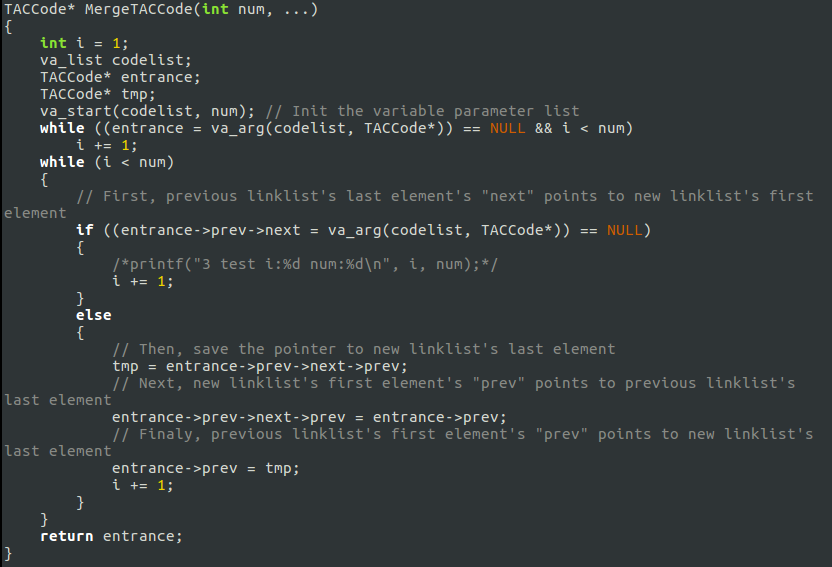 TACCode* MergeTACCode(int num, ...)
{
    int i = 1;
    va_list codelist;
    TACCode* entrance;
    TACCode* tmp;
    va_start(codelist, num); // Init the variable parameter list
    while ((entrance = va_arg(codelist, TACCode*)) == NULL && i < num)
        i += 1;
    while (i < num)
    {
        // First, previous linklist's last element's "next" points to new linklist's first
element
        if ((entrance->prev->next = va_arg(codelist, TACCode*)) == NULL)
        {
            /*printf("3 test i:%d num:%d\n", i, num);*/
            i += 1;
        }
        else
        {
            // Then, save the pointer to new linklist's last element
            tmp = entrance->prev->next->prev;
            // Next, new linklist's first element's "prev" points to previous linklist's
last element
            entrance->prev->next->prev = entrance->prev;
            // Finaly, previous linklist's first element's "prev" points to new linklist's
last element
            entrance->prev = tmp;
            i += 1;
        }
    }
    return entrance;
}